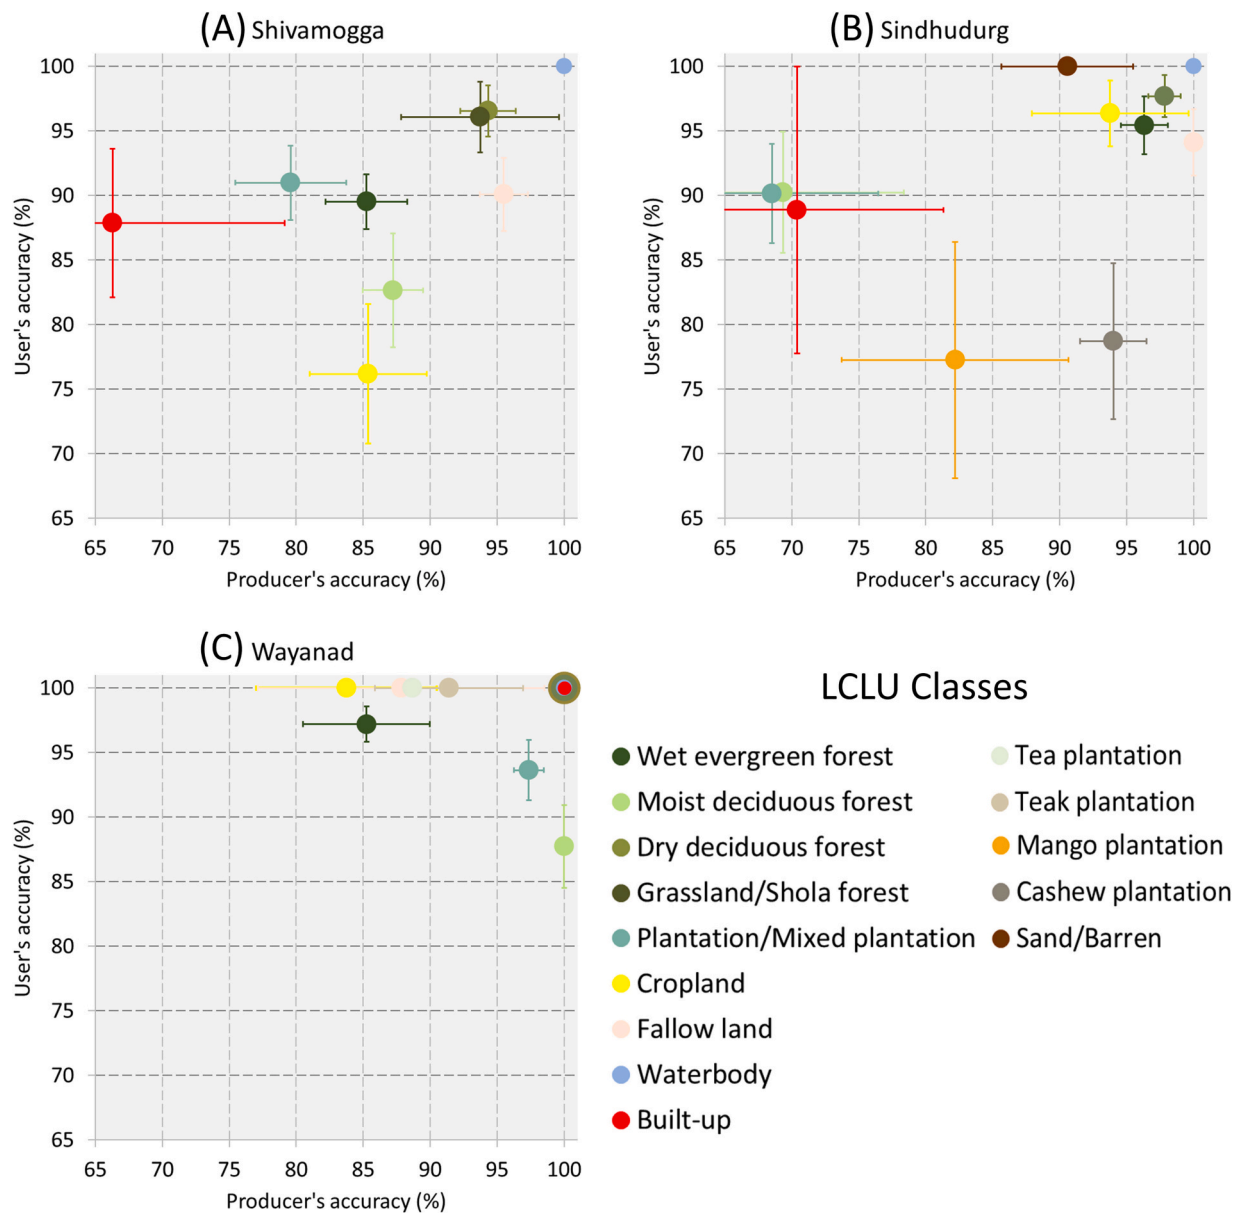 (A) Shivamogga
100
95
90
85
80
75
70
65
User's accuracy (%)
65 70 75 80 85 90 95 100
Producer's accuracy (%)
(B) Sindhudurg
100
95
90
85
80
75
70
65
User's accuracy (%)
65 70 75 80 85 90 95 100
Producer's accuracy (%)
(C) Wayanad
100
95
90
85
80
75
70
65
User's accuracy (%)
65 70 75 80 85 90 95 100
Producer's accuracy (%)
LCLU Classes
Wet evergreen forest
Moist deciduous forest
Dry deciduous forest
Grassland/Shola forest
Plantation/Mixed plantation
Cropland
Fallow land
Waterbody
Built-up
Tea plantation
Teak plantation
Mango plantation
Cashew plantation
Sand/Barren